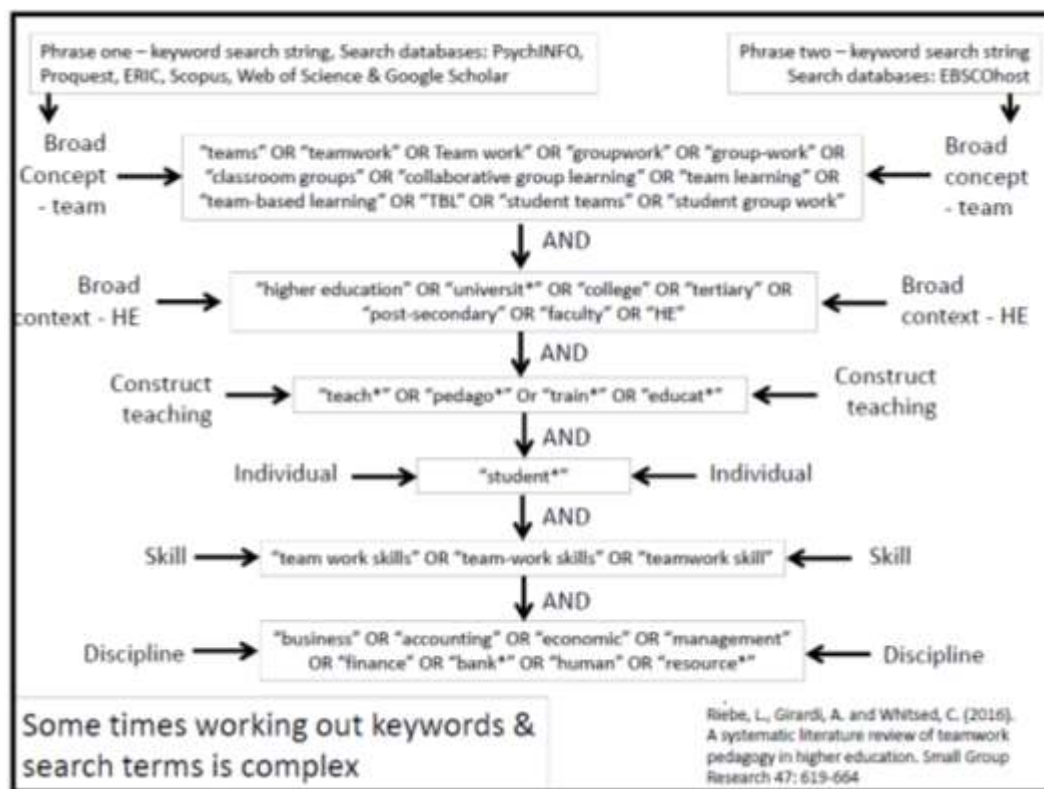 Phrase one – keyword search string, Search databases: PsychINFO,
Proquest, ERIC, Scopus, Web of Science & Google Scholar
Phrase two – keyword search string
Search databases: EBSCOhost
Broad
Concept
- team
"teams" OR "teamwork" OR Team work" OR "groupwork" OR "group-work" OR
"classroom groups" OR "collaborative group learning" OR "team learning" OR
"team-based learning" OR "TBL" OR "student teams" OR "student group work"
Broad
concept
- team
AND
Broad
context - HE
"higher education" OR "universit*" OR "college" OR "tertiary" OR
"post-secondary" OR "faculty" OR "HE"
Broad
context - HE
AND
Construct
teaching
"teach*" OR "pedago*" Or "train*" OR "educat*"
Construct
teaching
AND
Individual
"student*"
Individual
AND
Skill
"team work skills" OR "team-work skills" OR "teamwork skill"
Skill
AND
Discipline
"business" OR "accounting" OR "economic" OR "management"
OR "finance" OR "bank*" OR "human" OR "resource*"
Discipline
Some times working out keywords &
search terms is complex
Riebe, L., Girardi, A. and Whitsed, C. (2016).
A systematic literature review of teamwork
pedagogy in higher education. Small Group
Research 47: 619-664